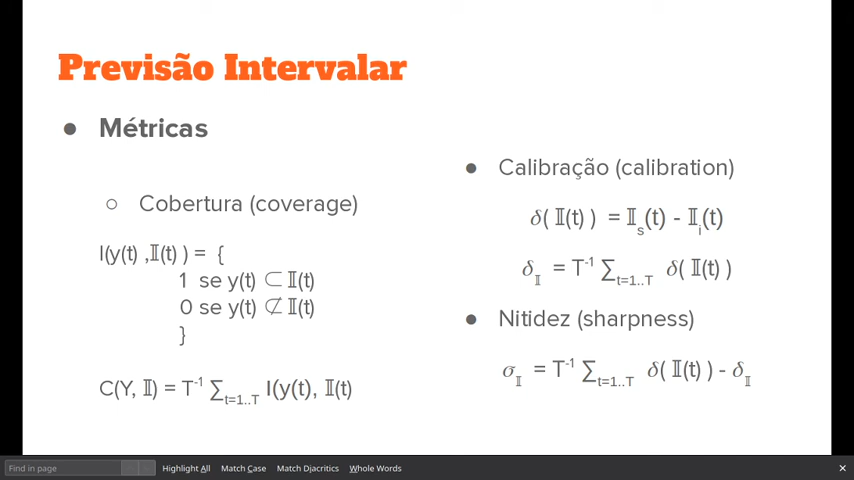 Previsão Intervalar
● Métricas
○ Cobertura (coverage)
I(y(t) ,𝕀(t) ) = {
1 se y(t) ⊂ 𝕀(t)
0 se y(t) ⊄ 𝕀(t)
}
C(Y, 𝕀) = T-1 ∑t=1..T I(y(t), 𝕀(t)
● Calibração (calibration)
𝛿( 𝕀(t) ) = 𝕀s(t) - 𝕀i(t)
𝛿𝕀 = T-1 ∑t=1..T 𝛿( 𝕀(t) )
● Nitidez (sharpness)
𝜎𝕀 = T-1 ∑t=1..T 𝛿( 𝕀(t) ) - 𝛿𝕀
Find in page Highlight All Match Case Match Diacritics Whole Words